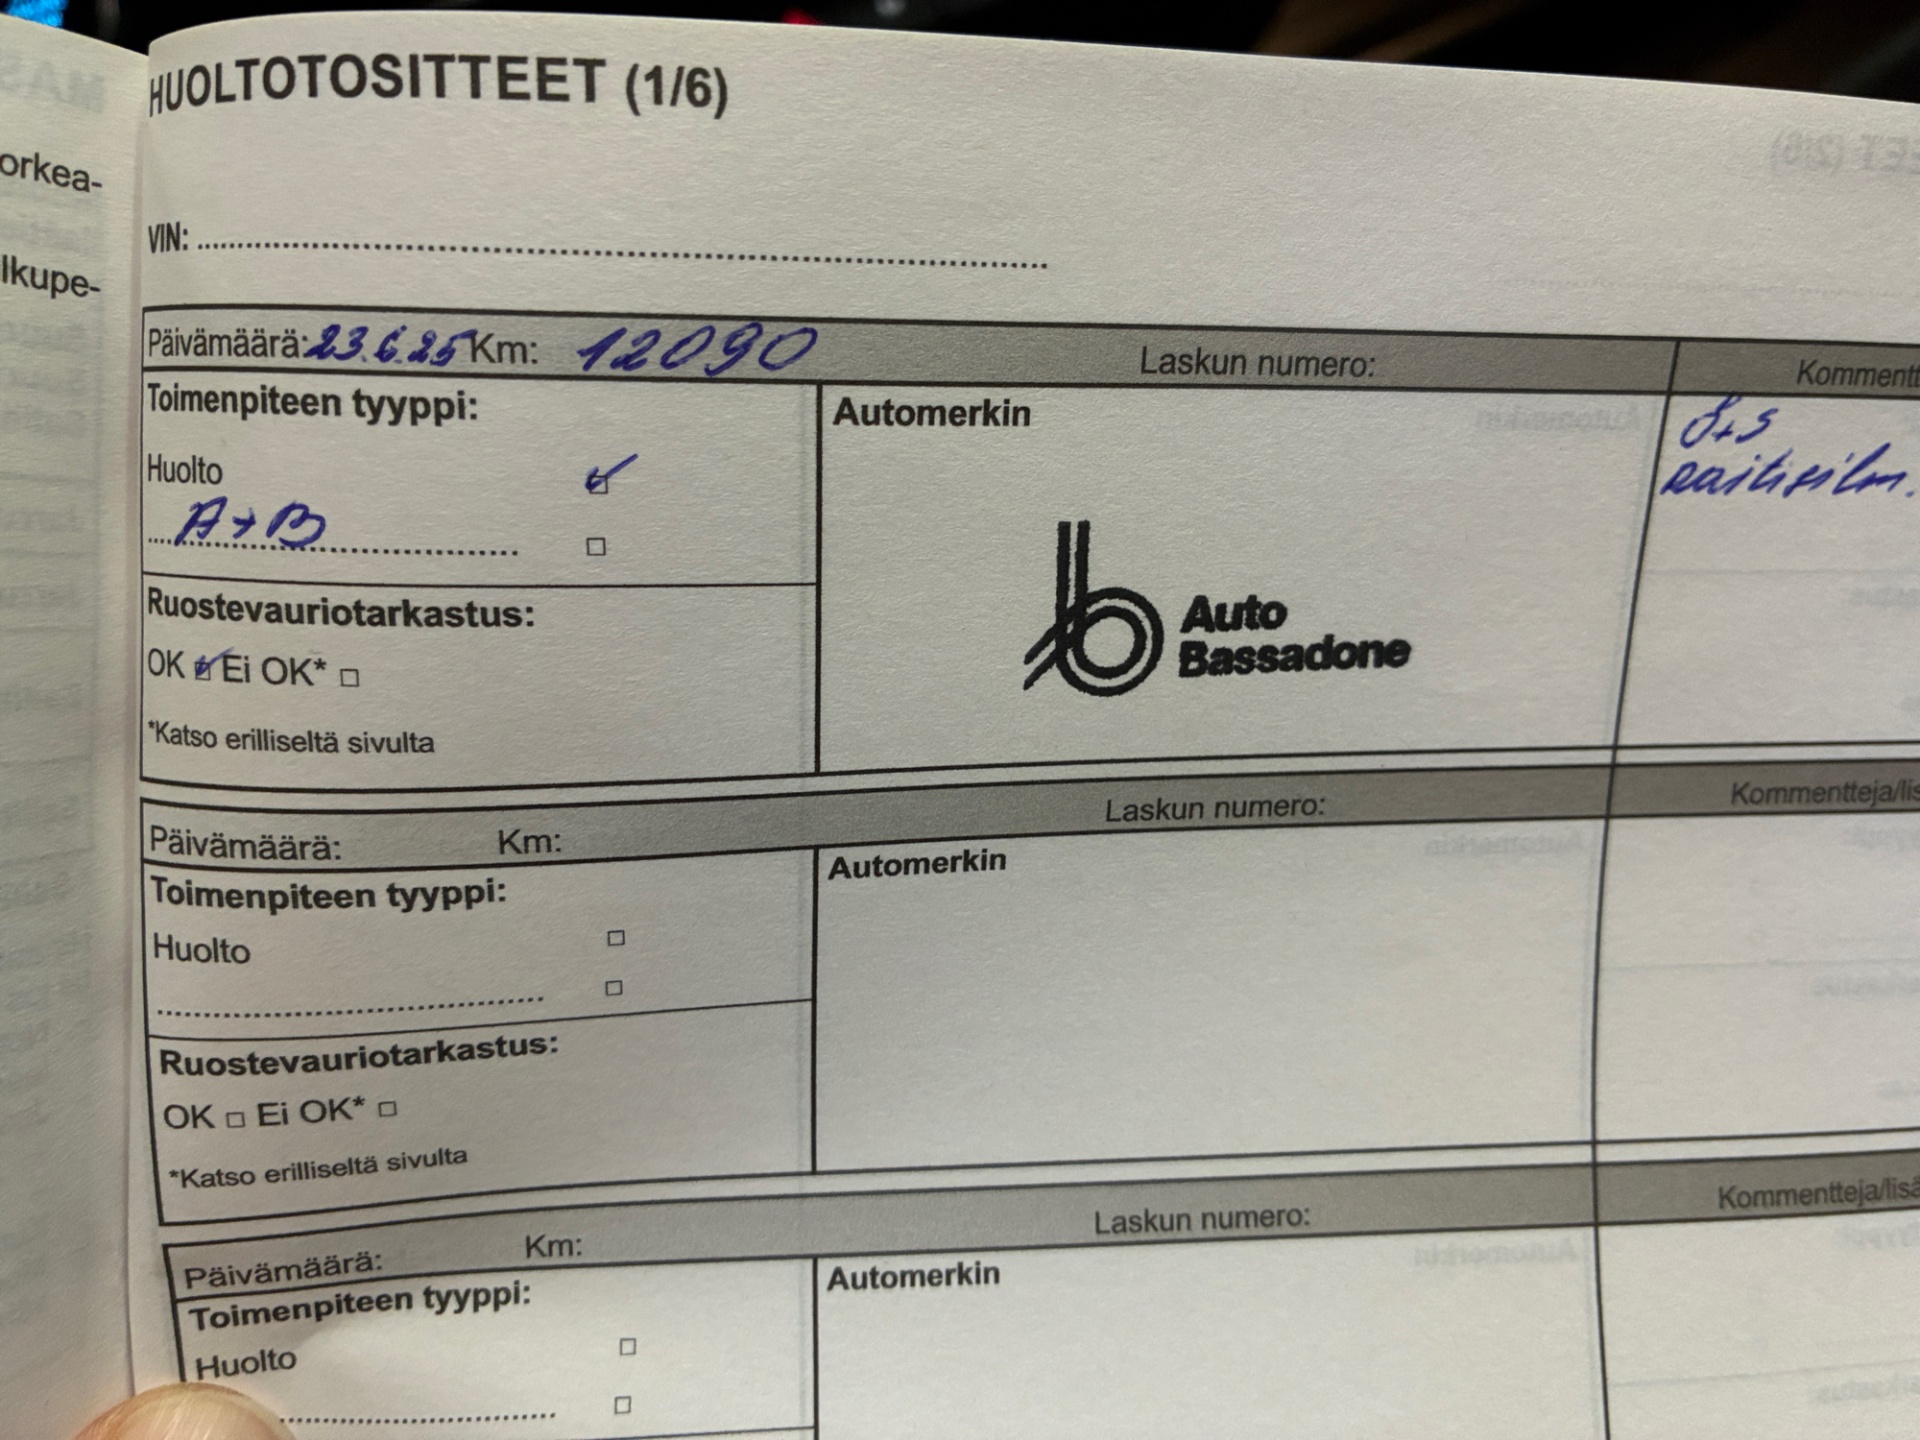 HUOLTOTOSITTEET (1/6)
orkea-
lkupe-
VIN:
Päivämäärä: 23.6.25 Km: 12090 Laskun numero: Kommentt
Toimenpiteen tyyppi:
Huolto
A+B
Automerkin
Auto
Bassadone
raitisilm.
Ruostevauriotarkastus:
OK Ei OK*
*Katso erilliseltä sivulta
Päivämäärä: Km: Laskun numero: Kommentteja/lis
Toimenpiteen tyyppi:
Huolto
Automerkin
Ruostevauriotarkastus:
OK Ei OK*
*Katso erilliseltä sivulta
Päivämäärä: Km: Laskun numero: Kommentteja/lisä
Toimenpiteen tyyppi:
Huolto
Automerkin